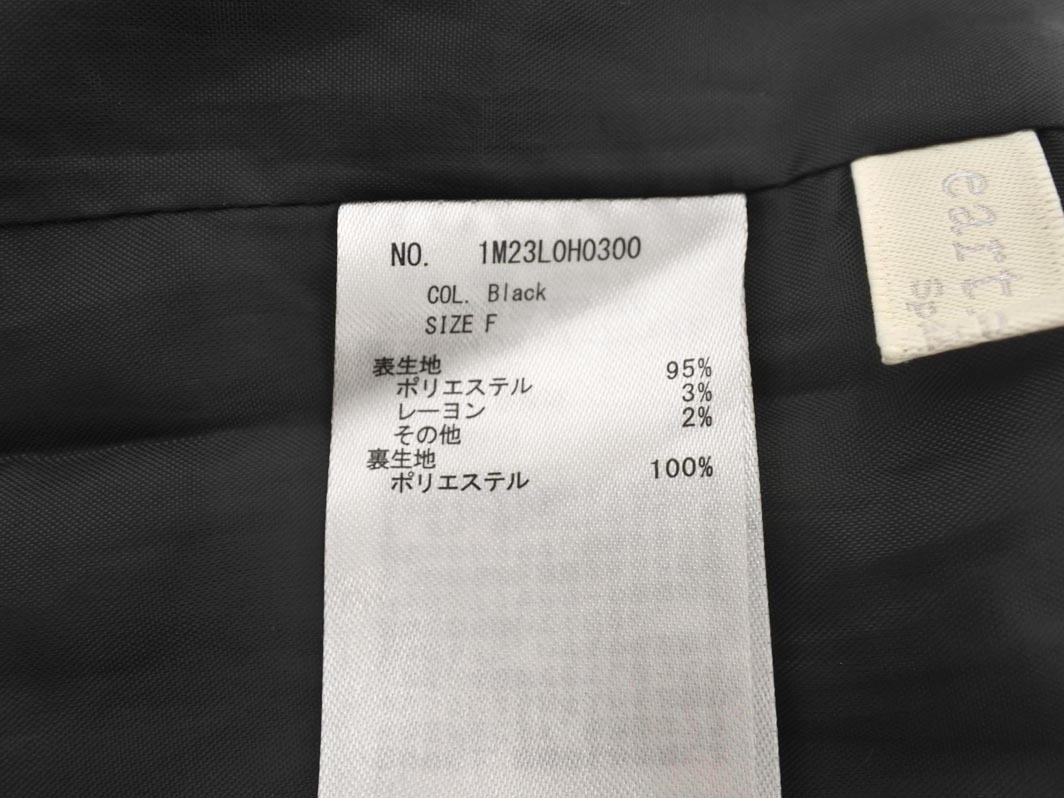 NO. 1M23L0H0300
COL. Black
SIZE F
表生地
ポリエステル 95%
レーヨン 3%
その他 2%
裏生地
ポリエステル 100%